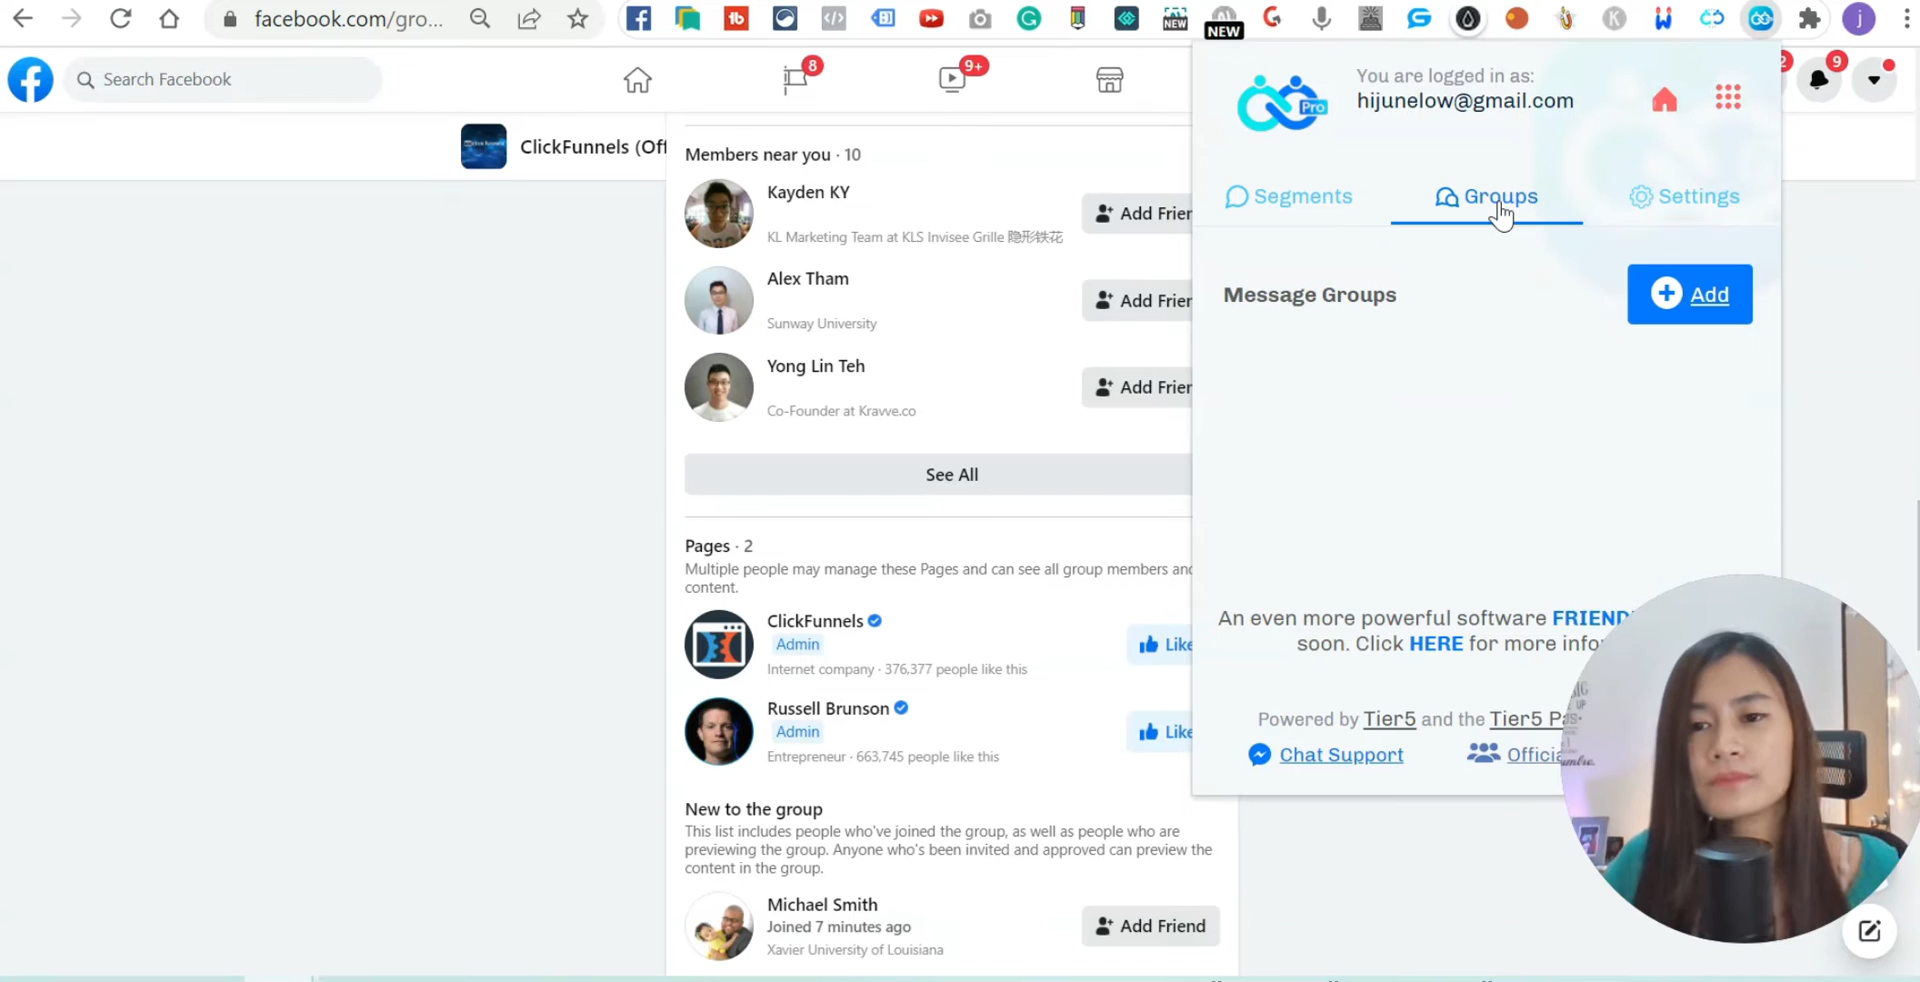 facebook.com/gro...
NEW
NEW
j
Search Facebook
8
9+
2
9
ClickFunnels (Off
Members near you · 10
Kayden KY
KL Marketing Team at KLS Invisee Grille 隐形铁花
Add Frien
Alex Tham
Sunway University
Add Frien
Yong Lin Teh
Co-Founder at Kravve.co
Add Frien
See All
Pages · 2
Multiple people may manage these Pages and can see all group members and
content.
ClickFunnels
Admin
Internet company · 376,377 people like this
Like
Russell Brunson
Admin
Entrepreneur · 663,745 people like this
Like
New to the group
This list includes people who've joined the group, as well as people who are
previewing the group. Anyone who's been invited and approved can preview the
content in the group.
Michael Smith
Joined 7 minutes ago
Xavier University of Louisiana
Add Friend
Pro
You are logged in as:
hijunelow@gmail.com
Segments
Groups
Settings
Message Groups
Add
An even more powerful software FRIEND
soon. Click HERE for more info
Powered by Tier5 and the Tier5 Pa
Chat Support
Officia